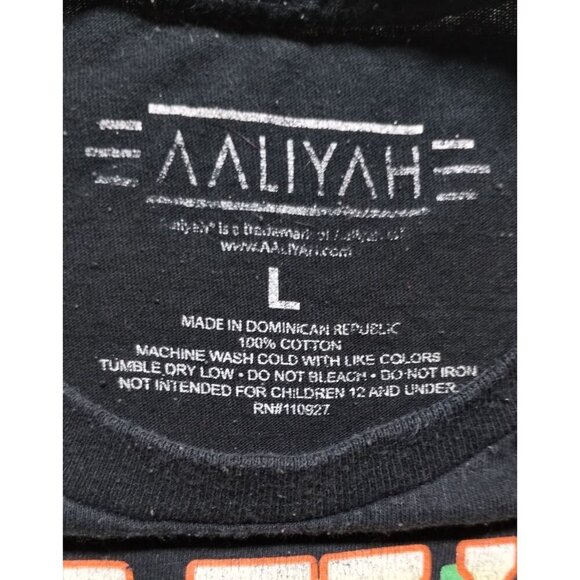 AALIYAH
Aaliyah® is a trademark of
www.AALIYAH.com
L
MADE IN DOMINICAN REPUBLIC
100% COTTON
MACHINE WASH COLD WITH LIKE COLORS
TUMBLE DRY LOW • DO NOT BLEACH • DO NOT IRON
NOT INTENDED FOR CHILDREN 12 AND UNDER.
RN#110927